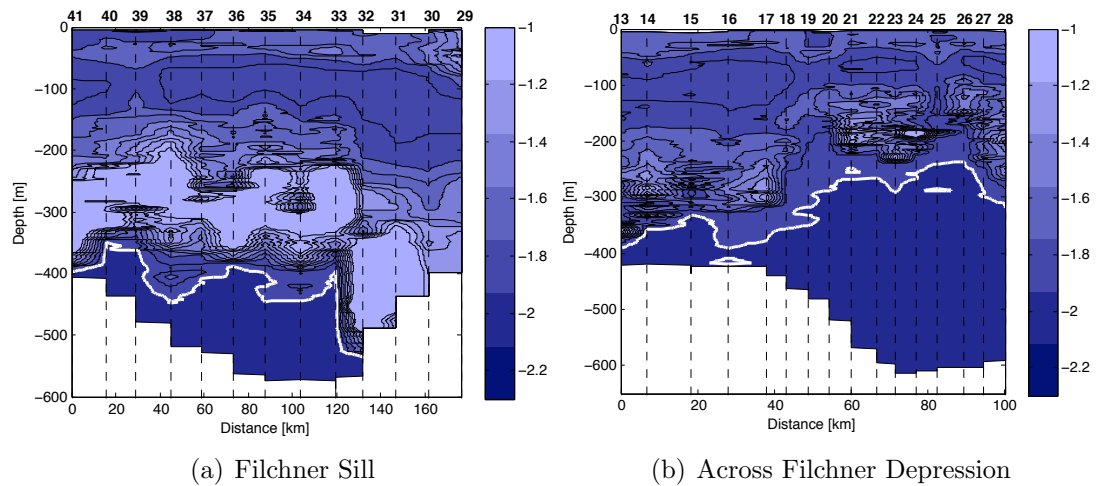 41 40 39 38 37 36 35 34 33 32 31 30 29
0
−100
−200
−300
−400
−500
−600
Depth [m]
0 20 40 60 80 100 120 140 160
Distance [km]
−1
−1.2
−1.4
−1.6
−1.8
−2
−2.2
(a) Filchner Sill
13 14 15 16 17 18 19 20 21 22 23 24 25 26 27 28
0
−100
−200
−300
−400
−500
−600
Depth [m]
0 20 40 60 80 100
Distance [km]
−1
−1.2
−1.4
−1.6
−1.8
−2
−2.2
(b) Across Filchner Depression